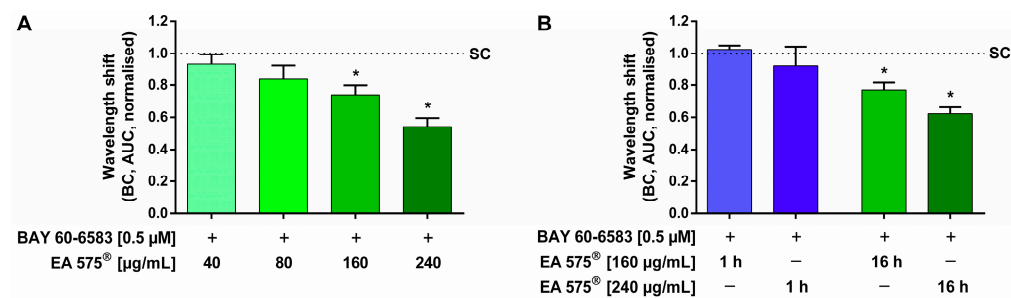 A
Wavelength shift
(BC, AUC, normalised)
1.2
1.0
0.8
0.6
0.4
0.2
0.0
SC
*
*
BAY 60-6583 [0.5 µM] + + + +
EA 575® [µg/mL] 40 80 160 240
B
Wavelength shift
(BC, AUC, normalised)
1.2
1.0
0.8
0.6
0.4
0.2
0.0
SC
*
*
BAY 60-6583 [0.5 µM] + + + +
EA 575® [160 µg/mL] 1 h – 16 h –
EA 575® [240 µg/mL] – 1 h – 16 h